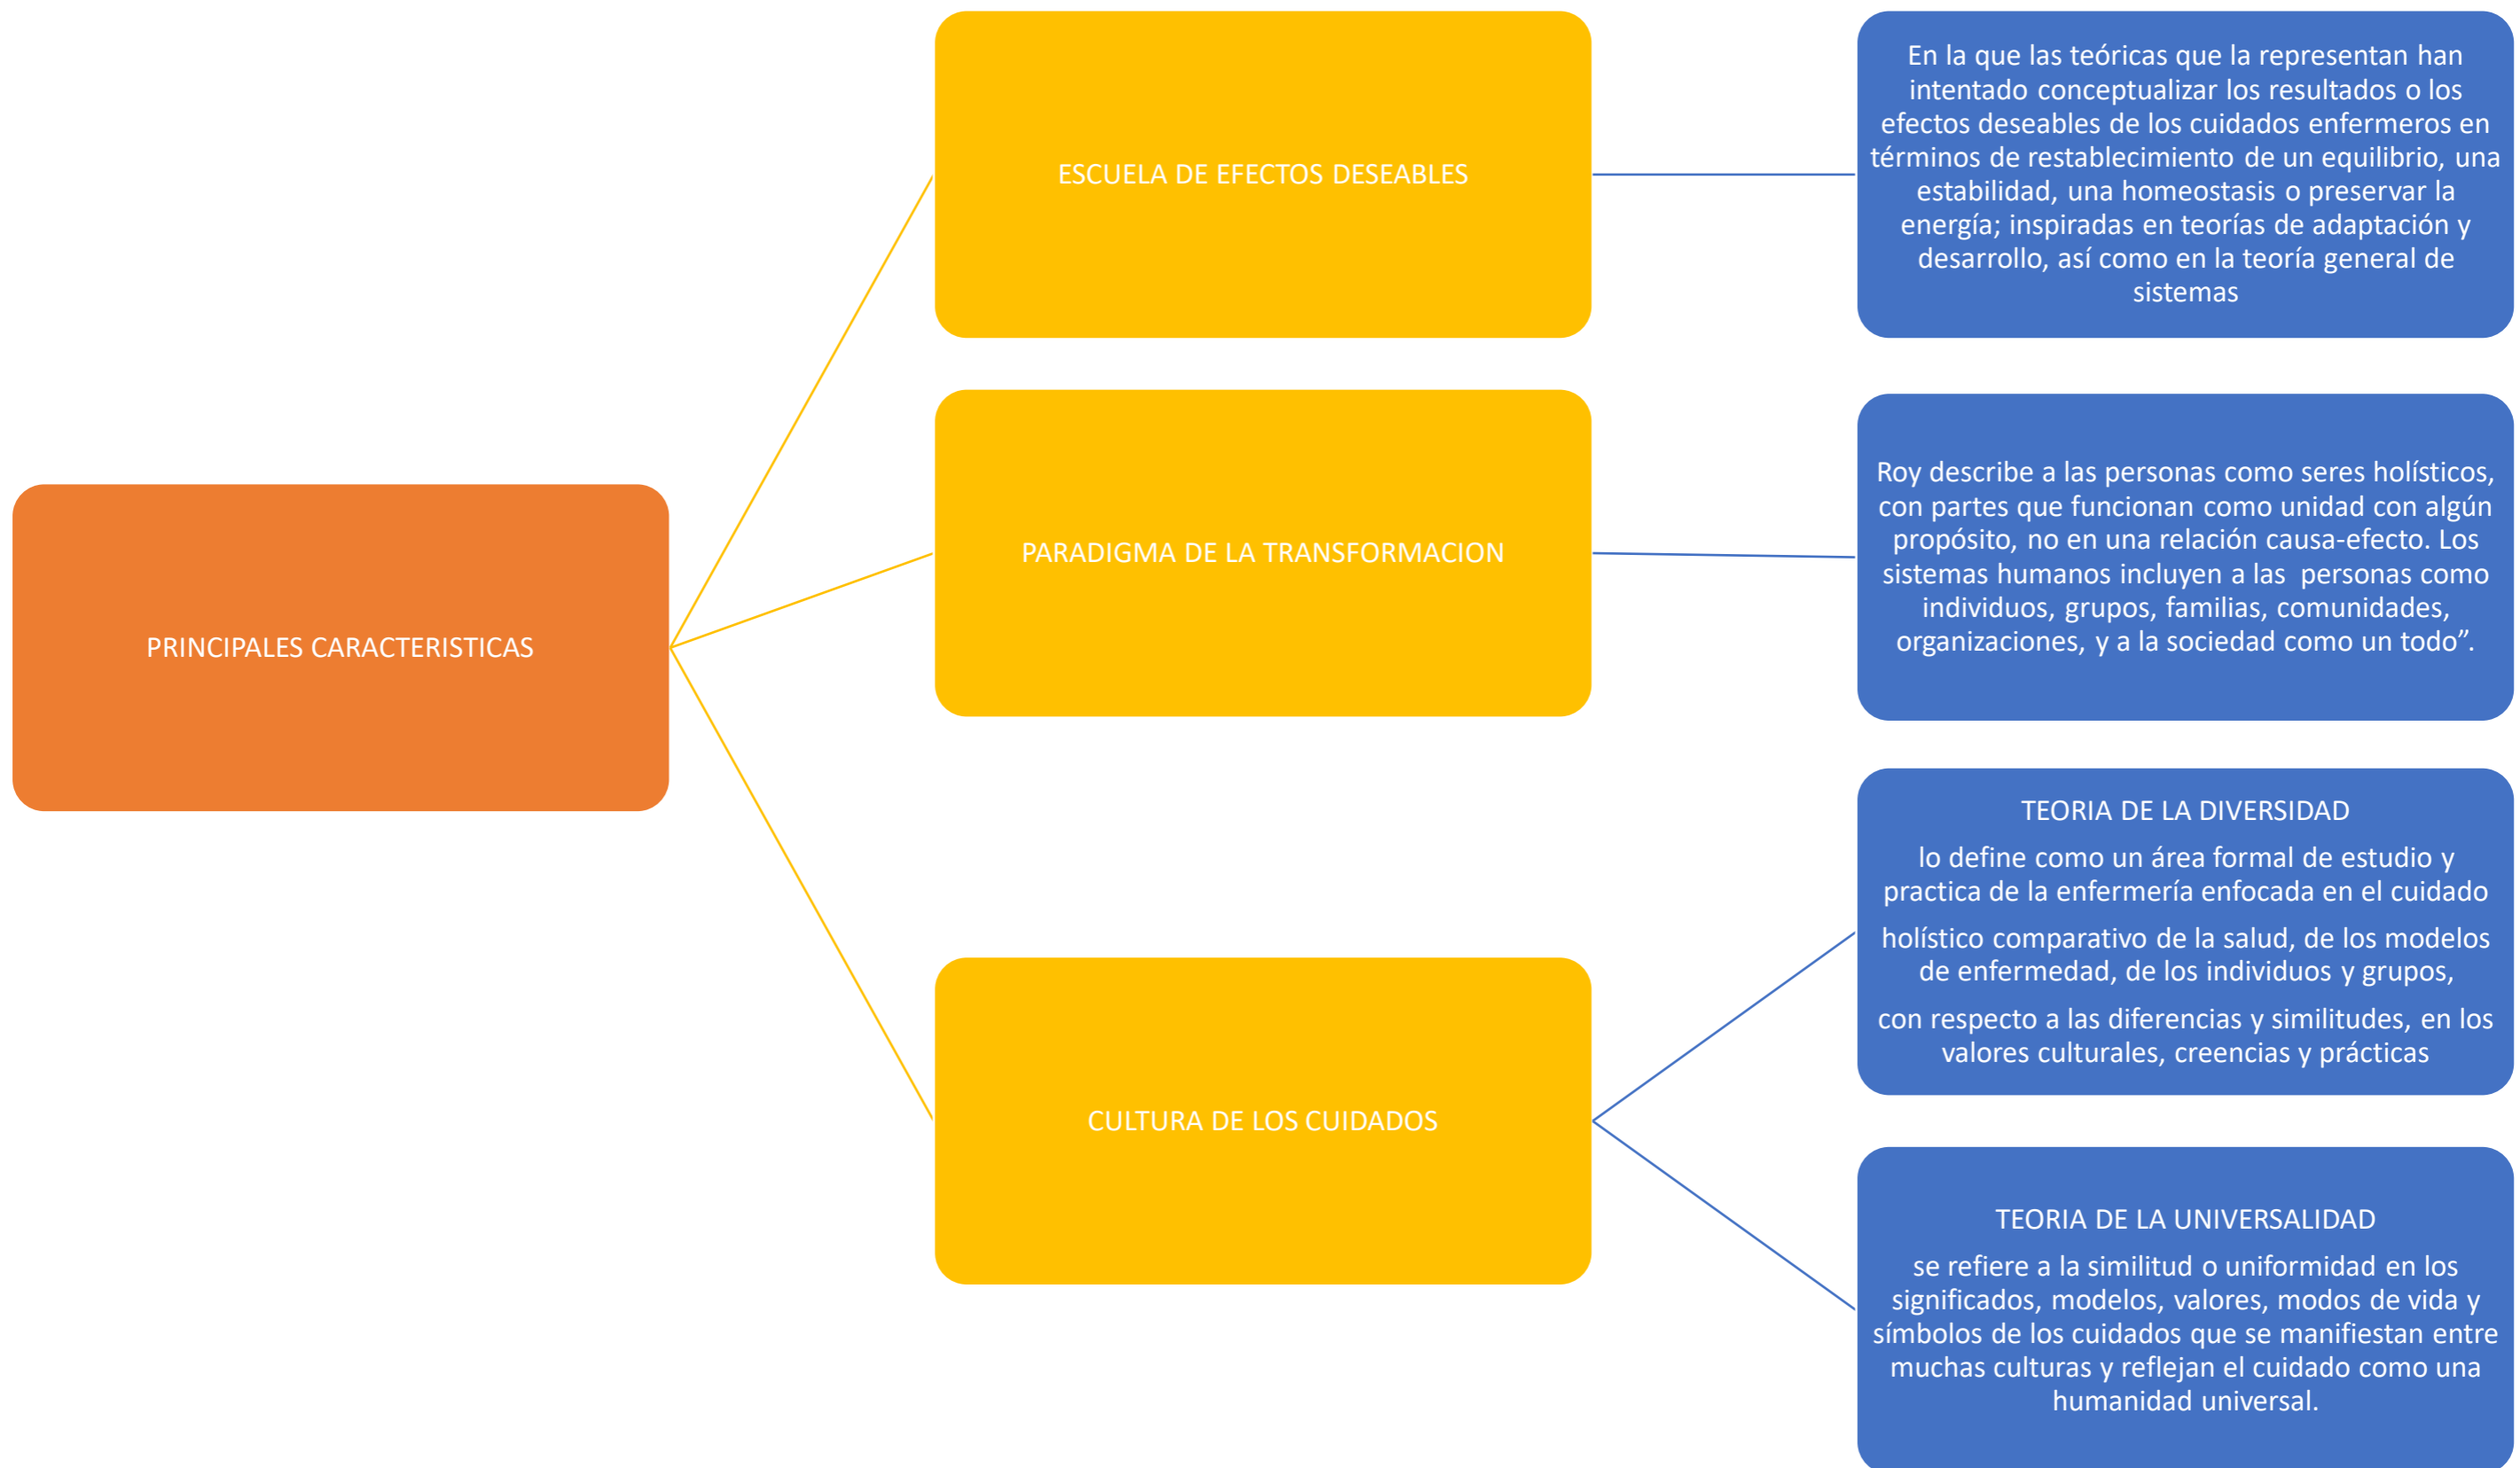 PRINCIPALES CARACTERISTICAS
ESCUELA DE EFECTOS DESEABLES
En la que las teóricas que la representan han
intentado conceptualizar los resultados o los
efectos deseables de los cuidados enfermeros en
términos de restablecimiento de un equilibrio, una
estabilidad, una homeostasis o preservar la
energía; inspiradas en teorías de adaptación y
desarrollo, así como en la teoría general de
sistemas
PARADIGMA DE LA TRANSFORMACION
Roy describe a las personas como seres holísticos,
con partes que funcionan como unidad con algún
propósito, no en una relación causa-efecto. Los
sistemas humanos incluyen a las personas como
individuos, grupos, familias, comunidades,
organizaciones, y a la sociedad como un todo”.
CULTURA DE LOS CUIDADOS
TEORIA DE LA DIVERSIDAD
lo define como un área formal de estudio y
practica de la enfermería enfocada en el cuidado
holístico comparativo de la salud, de los modelos
de enfermedad, de los individuos y grupos,
con respecto a las diferencias y similitudes, en los
valores culturales, creencias y prácticas
TEORIA DE LA UNIVERSALIDAD
se refiere a la similitud o uniformidad en los
significados, modelos, valores, modos de vida y
símbolos de los cuidados que se manifiestan entre
muchas culturas y reflejan el cuidado como una
humanidad universal.